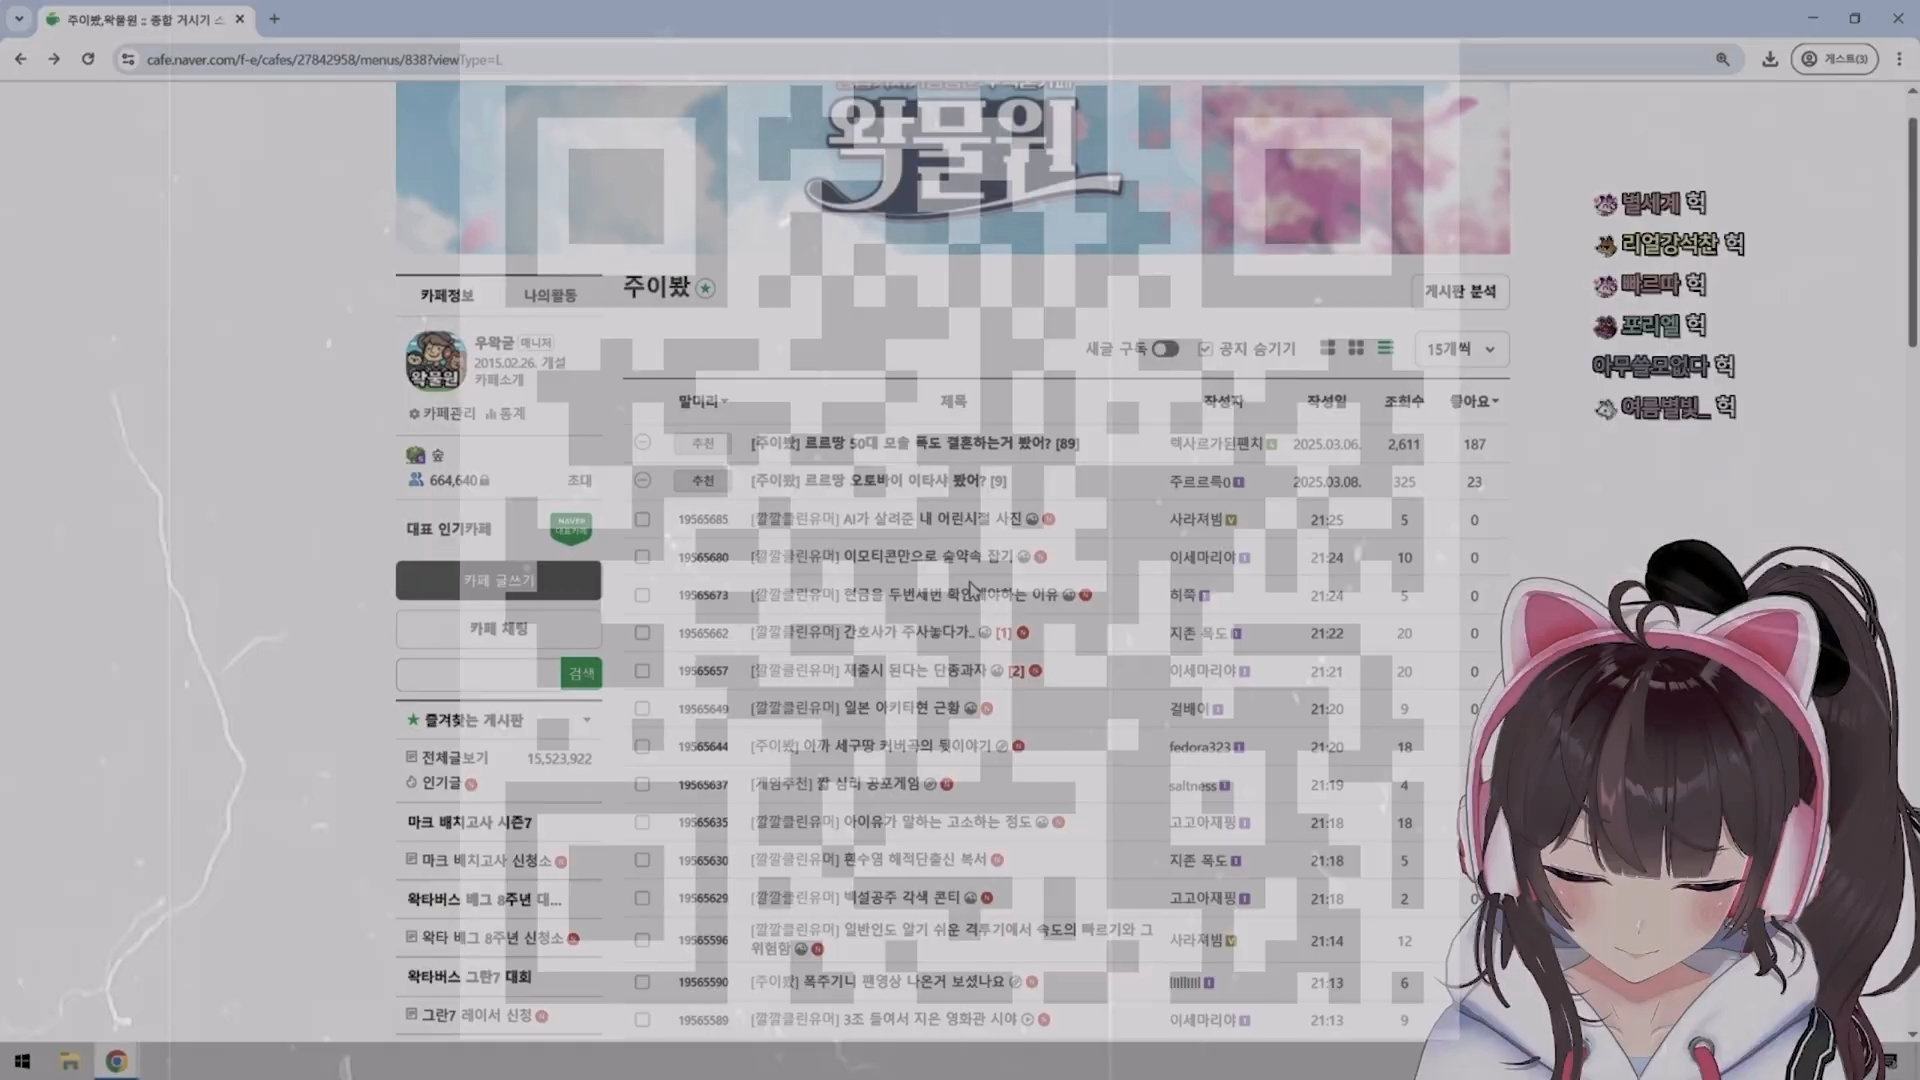 주이봤,왁물원 :: 종합 거시기
cafe.naver.com/f-e/cafes/27842958/menus/838?viewType=L
게스트(3)
왁물원
카페정보 나의활동
우왁굳 매니저
2015.02.26. 개설
카페소개
카페관리 통계
숲
664,640 초대
대표 인기카페
NAVER
대표카페
카페 글쓰기
카페 채팅
검색
즐겨찾는 게시판
전체글보기 15,523,922
인기글
마크 배치고사 시즌7
마크 배치고사 신청소
왁타버스 배그 8주년 대...
왁타 배그 8주년 신청소
왁타버스 그란7 대회
그란7 레이서 신청
주이봤
게시판 분석
새글 구독 공지 숨기기 15개씩
말머리 제목 작성자 작성일 조회수 좋아요
추천 [주이봤] 르르땅 50대 모솔 폭도 결혼하는거 봤어? [89] 렉사르가된팬치 2025.03.06. 2,611 187
추천 [주이봤] 르르땅 오토바이 이타샤 봤어? [9] 주르르륵0 2025.03.08. 325 23
19565685 [깔깔클린유머] AI가 살려준 내 어린시절 사진 사라져빔 21:25 5 0
19565680 [깔깔클린유머] 이모티콘만으로 술약속 잡기 이세마리야 21:24 10 0
19565673 [깔깔클린유머] 현금을 두번세번 확인해야하는 이유 히쭉 21:24 5 0
19565662 [깔깔클린유머] 간호사가 주사놓다가.. [1] 지존 폭도 21:22 20 0
19565657 [깔깔클린유머] 재출시 된다는 단종과자 [2] 이세마리야 21:21 20 0
19565649 [깔깔클린유머] 일본 아키타현 근황 걸배이 21:20 9 0
19565644 [주이봤] 아까 세구땅 커버곡의 뒷이야기 fedora323 21:20 18
19565637 [게임추천] 짧 심리 공포게임 saltness 21:19 4
19565635 [깔깔클린유머] 아이유가 말하는 고소하는 정도 고고아재핑 21:18 18
19565630 [깔깔클린유머] 흰수염 해적단출신 복서 지존 폭도 21:18 5
19565629 [깔깔클린유머] 백설공주 각색 콘티 고고아재핑 21:18 2 0
19565596 [깔깔클린유머] 일반인도 알기 쉬운 격투기에서 속도의 빠르기와 그
위험함 사라져빔 21:14 12
19565590 [주이봤] 폭주기니 팬영상 나온거 보셨나요 21:13 6
19565589 [깔깔클린유머] 3조 들여서 지은 영화관 시야 이세마리야 21:13 9
별세계 헉
리얼강석찬 헉
빠르따 헉
포리엘 헉
아무쓸모없다 헉
여름별빛_ 헉